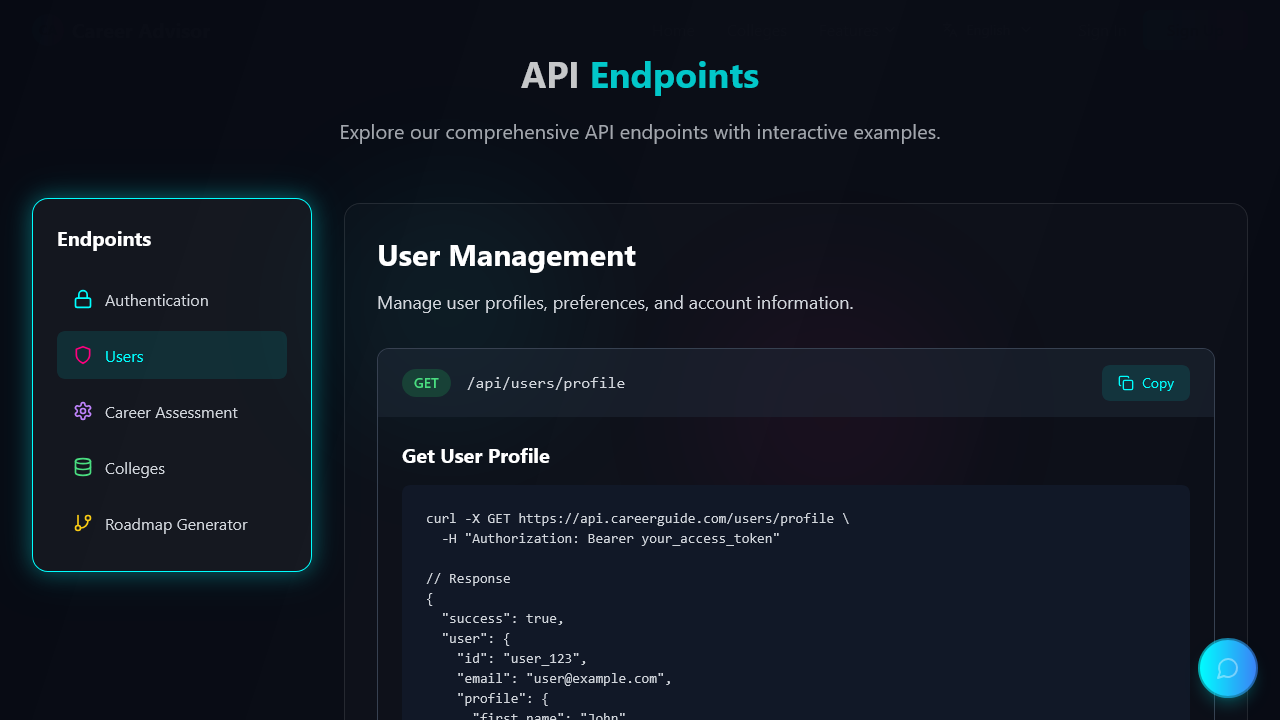 API Endpoints
Explore our comprehensive API endpoints with interactive examples.
Endpoints
Authentication
Users
Career Assessment
Colleges
Roadmap Generator
User Management
Manage user profiles, preferences, and account information.
GET /api/users/profile
Copy
Get User Profile
curl -X GET https://api.careerguide.com/users/profile \
-H "Authorization: Bearer your_access_token"
// Response
{
"success": true,
"user": {
"id": "user_123",
"email": "user@example.com",
"profile": {
"first_name": "John"